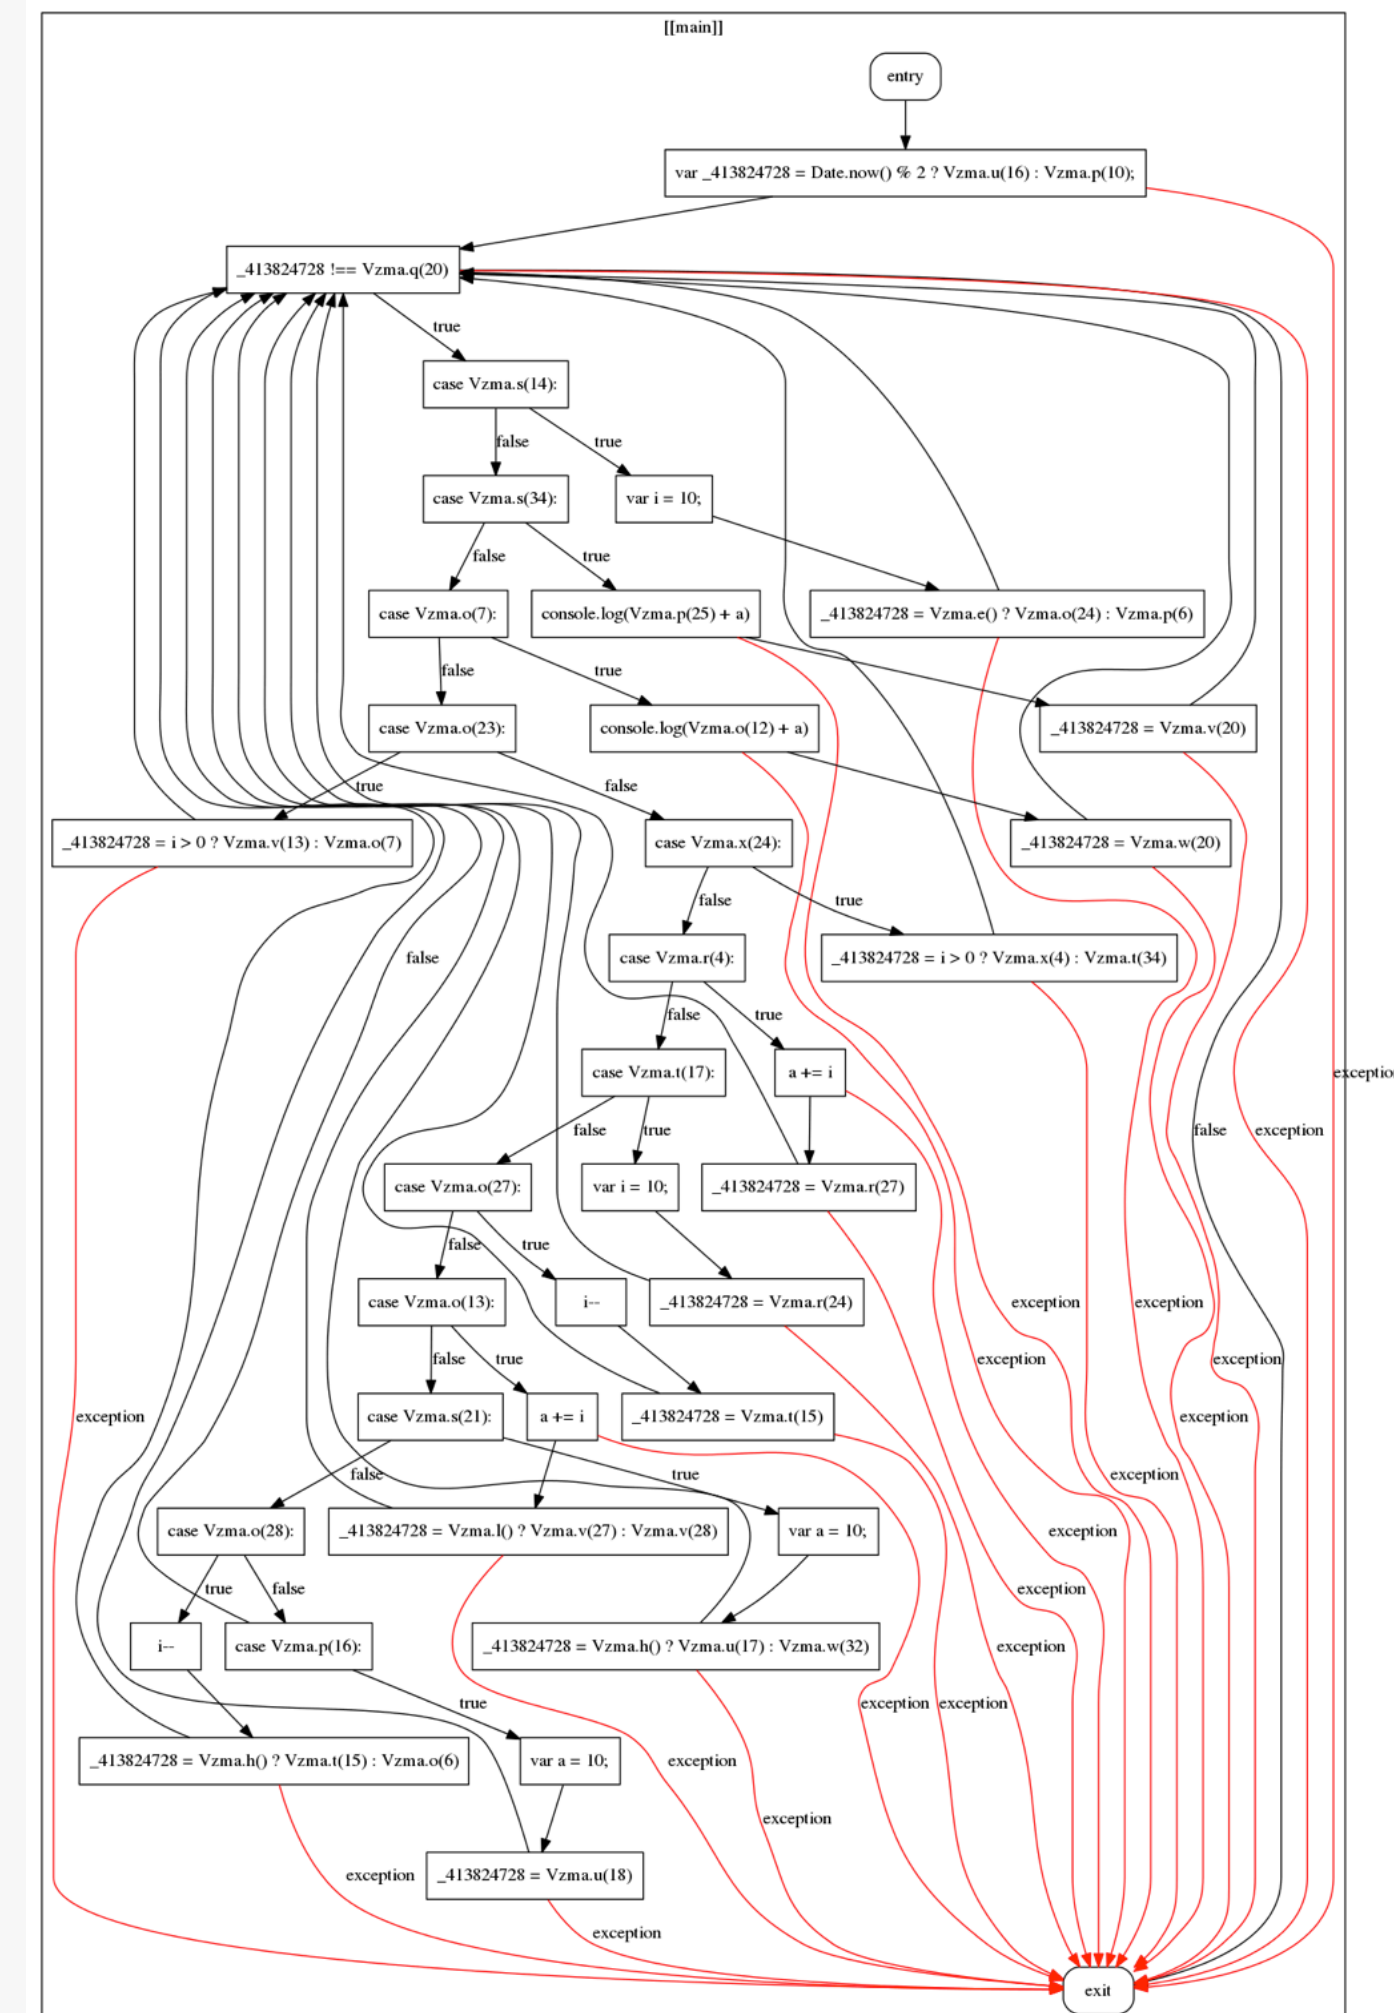 [[main]]
entry
var _413824728 = Date.now() % 2 ? Vzma.u(16) : Vzma.p(10);
_413824728 !== Vzma.q(20)
true
case Vzma.s(14):
false
true
case Vzma.s(34):
var i = 10;
false
true
case Vzma.o(7):
console.log(Vzma.p(25) + a)
_413824728 = Vzma.e() ? Vzma.o(24) : Vzma.p(6)
false
true
case Vzma.o(23):
console.log(Vzma.o(12) + a)
_413824728 = Vzma.v(20)
true
false
_413824728 = i > 0 ? Vzma.v(13) : Vzma.o(7)
case Vzma.x(24):
_413824728 = Vzma.w(20)
false
true
false
case Vzma.r(4):
_413824728 = i > 0 ? Vzma.x(4) : Vzma.t(34)
false
true
case Vzma.t(17):
a += i
exception
false
true
false
exception
case Vzma.o(27):
var i = 10;
_413824728 = Vzma.r(27)
false
true
case Vzma.o(13):
i--
_413824728 = Vzma.r(24)
exception
exception
false
true
exception
exception
case Vzma.s(21):
a += i
_413824728 = Vzma.t(15)
exception
exception
false
true
exception
case Vzma.o(28):
_413824728 = Vzma.l() ? Vzma.v(27) : Vzma.v(28)
var a = 10;
exception
true
false
exception
i--
case Vzma.p(16):
_413824728 = Vzma.h() ? Vzma.u(17) : Vzma.w(32)
exception
true
exception
exception
_413824728 = Vzma.h() ? Vzma.t(15) : Vzma.o(6)
var a = 10;
exception
exception
_413824728 = Vzma.u(18)
exception
exception
exit